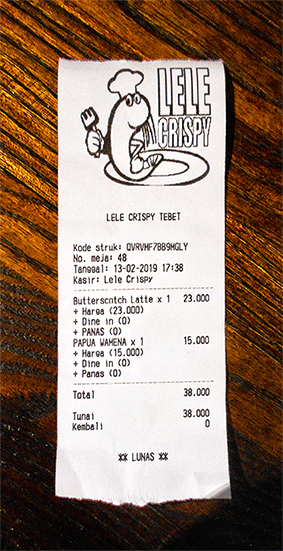 LELE
CRISPY
LELE CRISPY TEBET
Kode struk: QVRVHF7BB9HGLY
No. meja: 48
Tanggal: 13-02-2019 17:38
Kasir: Lele Crispy
Butterscotch Latte x 1 23.000
+ Harga (23.000)
+ Dine in (0)
+ PANAS (0)
PAPUA WAMENA x 1 15.000
+ Harga (15.000)
+ Dine in (0)
+ Panas (0)
Total 38.000
Tunai 38.000
Kembali 0
** LUNAS **